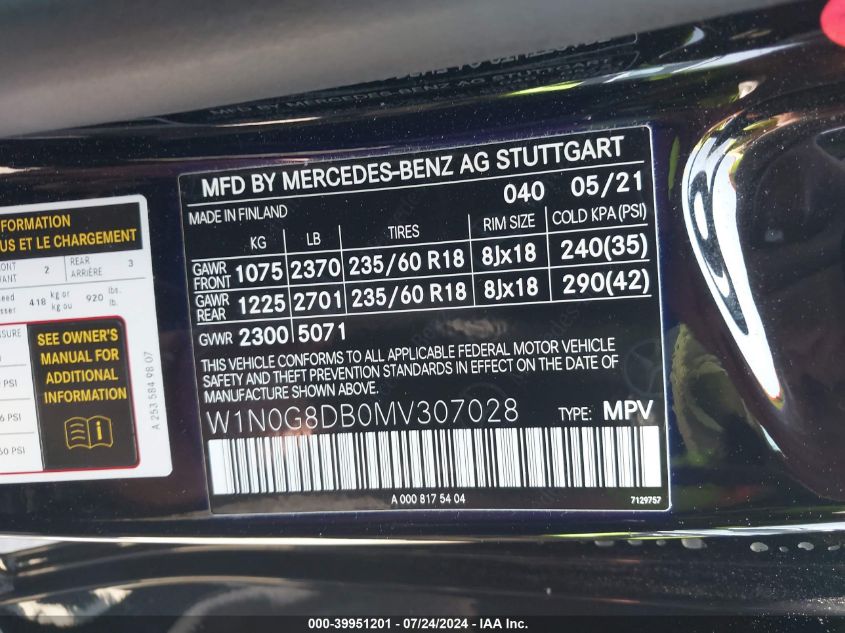 MFD BY MERCEDES-BENZ AG STUTTGART
040 05/21
MADE IN FINLAND
KG LB TIRES RIM SIZE COLD KPA (PSI)
GAWR FRONT 1075 2370 235/60 R18 8Jx18 240(35)
GAWR REAR 1225 2701 235/60 R18 8Jx18 290(42)
GVWR 2300 5071
THIS VEHICLE CONFORMS TO ALL APPLICABLE FEDERAL MOTOR VEHICLE
SAFETY AND THEFT PREVENTION STANDARDS IN EFFECT ON THE DATE OF
MANUFACTURE SHOWN ABOVE.
W1N0G8DB0MV307028 TYPE: MPV
A 000 817 54 04 7129757
US ET LE CHARGEMENT
2 REAR ARRIÈRE 3
418 kg or kg ou 920 lbs. lb.
SEE OWNER'S
MANUAL FOR
ADDITIONAL
INFORMATION
PSI
PSI
PSI
A 253 584 98 07
000-39951201 - 07/24/2024 - IAA Inc.